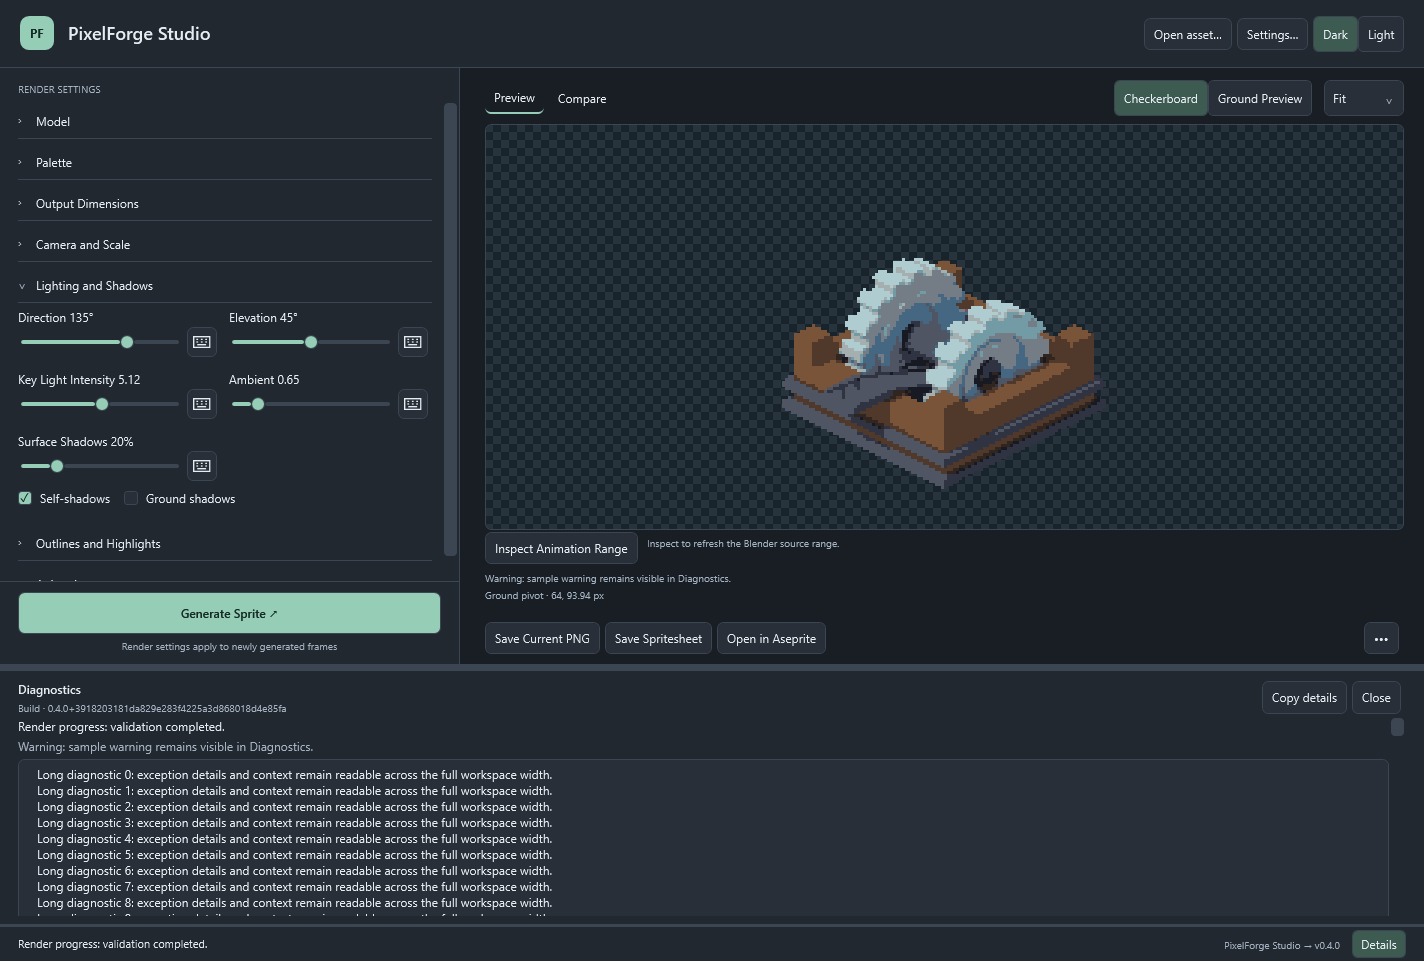 PF
PixelForge Studio
Open asset...
Settings...
Dark
Light
RENDER SETTINGS
Model
Palette
Output Dimensions
Camera and Scale
Lighting and Shadows
Direction 135°
Elevation 45°
Key Light Intensity 5.12
Ambient 0.65
Surface Shadows 20%
Self-shadows
Ground shadows
Outlines and Highlights
Generate Sprite ↗
Render settings apply to newly generated frames
Preview
Compare
Checkerboard
Ground Preview
Fit
Inspect Animation Range
Inspect to refresh the Blender source range.
Warning: sample warning remains visible in Diagnostics.
Ground pivot · 64, 93.94 px
Save Current PNG
Save Spritesheet
Open in Aseprite
•••
Diagnostics
Build · 0.4.0+3918203181da829e283f4225a3d868018d4e85fa
Copy details
Close
Render progress: validation completed.
Warning: sample warning remains visible in Diagnostics.
Long diagnostic 0: exception details and context remain readable across the full workspace width.
Long diagnostic 1: exception details and context remain readable across the full workspace width.
Long diagnostic 2: exception details and context remain readable across the full workspace width.
Long diagnostic 3: exception details and context remain readable across the full workspace width.
Long diagnostic 4: exception details and context remain readable across the full workspace width.
Long diagnostic 5: exception details and context remain readable across the full workspace width.
Long diagnostic 6: exception details and context remain readable across the full workspace width.
Long diagnostic 7: exception details and context remain readable across the full workspace width.
Long diagnostic 8: exception details and context remain readable across the full workspace width.
Render progress: validation completed.
PixelForge Studio → v0.4.0
Details